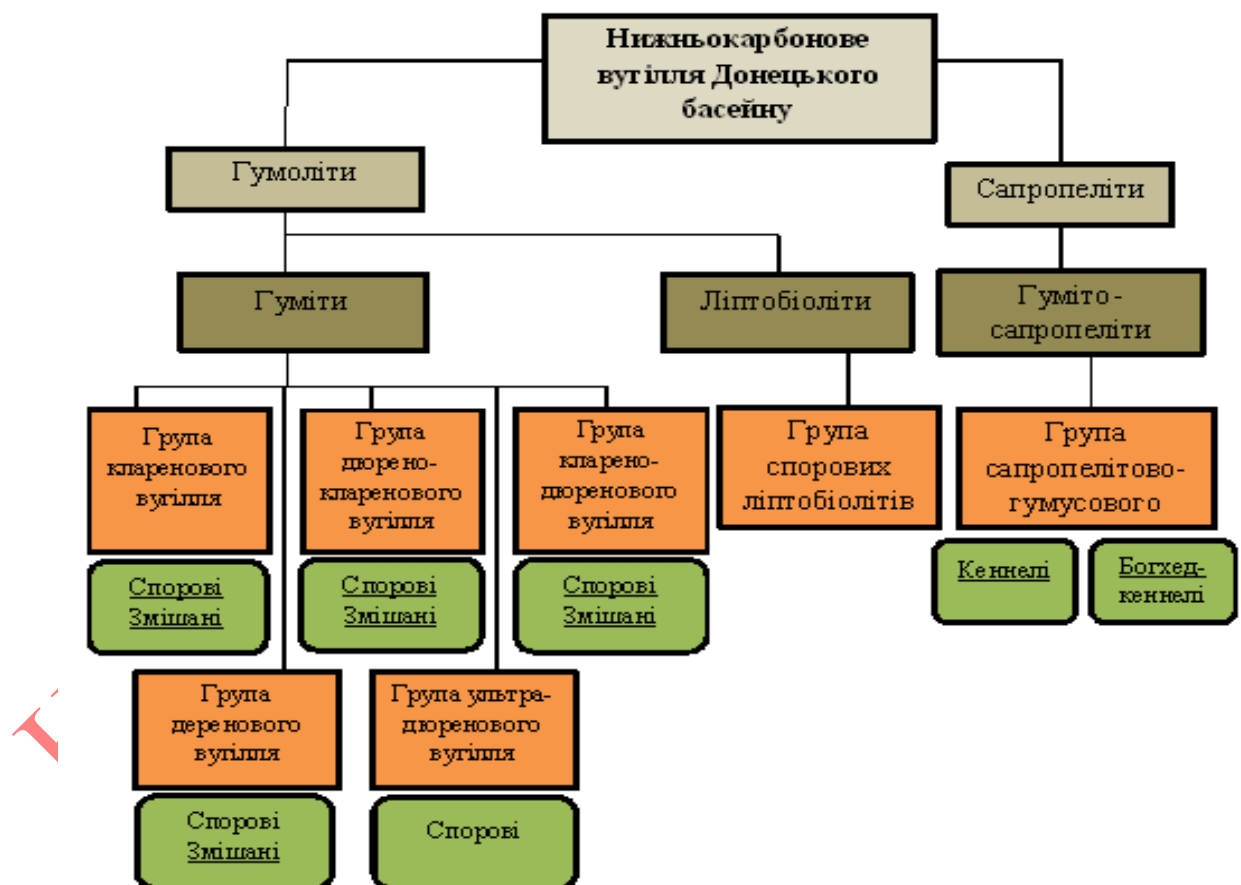 Нижньокарбонове
вугілля Донецького
басейну
Гумоліти
Сапропеліти
Гуміти
Ліптобіоліти
Гуміто-
сапропеліти
Група
кларенового
вугілля
Група
дюрено-
кларенового
вугілля
Група
кларено-
дюренового
вугілля
Група
спорових
ліптобіолітів
Група
сапропелітово-
гумусового
Спорові
Змішані
Спорові
Змішані
Спорові
Змішані
Кеннелі
Богхед-
кеннелі
Група
деренового
вугілля
Група ультра-
дюренового
вугілля
Спорові
Змішані
Спорові